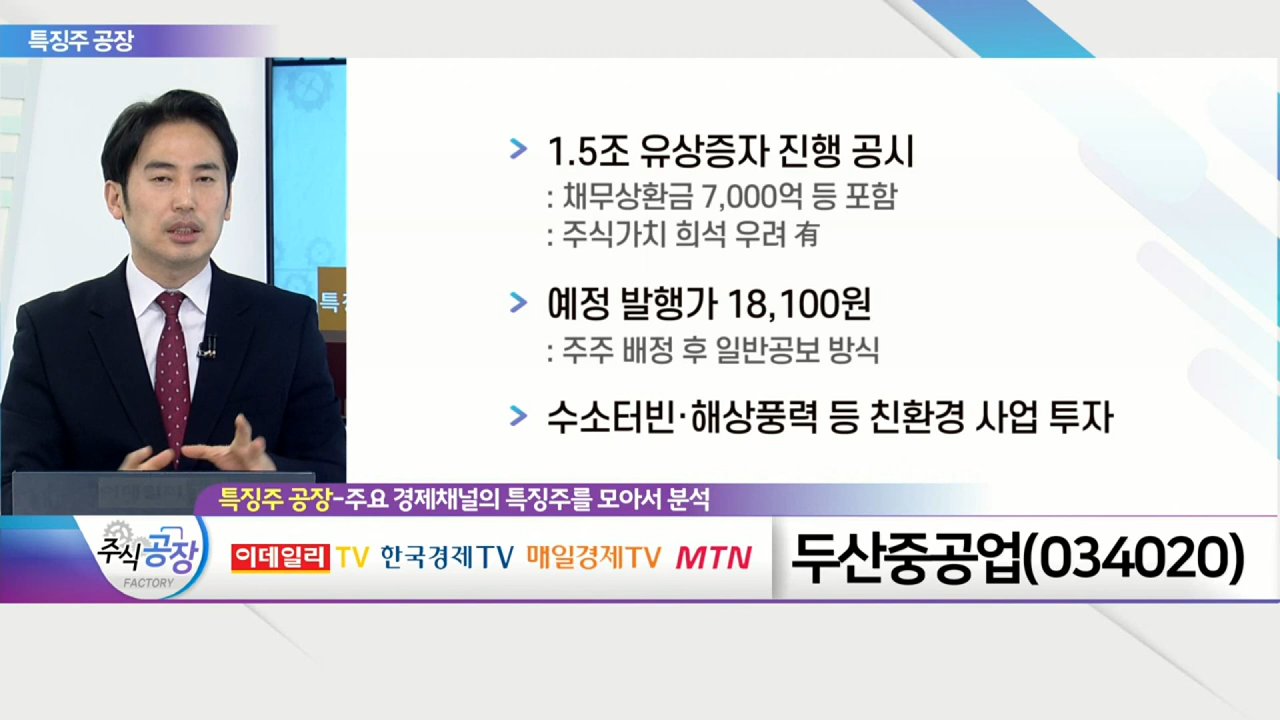 특징주 공장
1.5조 유상증자 진행 공시
: 채무상환금 7,000억 등 포함
: 주식가치 희석 우려 有
예정 발행가 18,100원
: 주주 배정 후 일반공보 방식
수소터빈·해상풍력 등 친환경 사업 투자
특징주 공장-주요 경제채널의 특징주를 모아서 분석
주식공장
FACTORY
이데일리 TV 한국경제TV 매일경제TV MTN
두산중공업(034020)